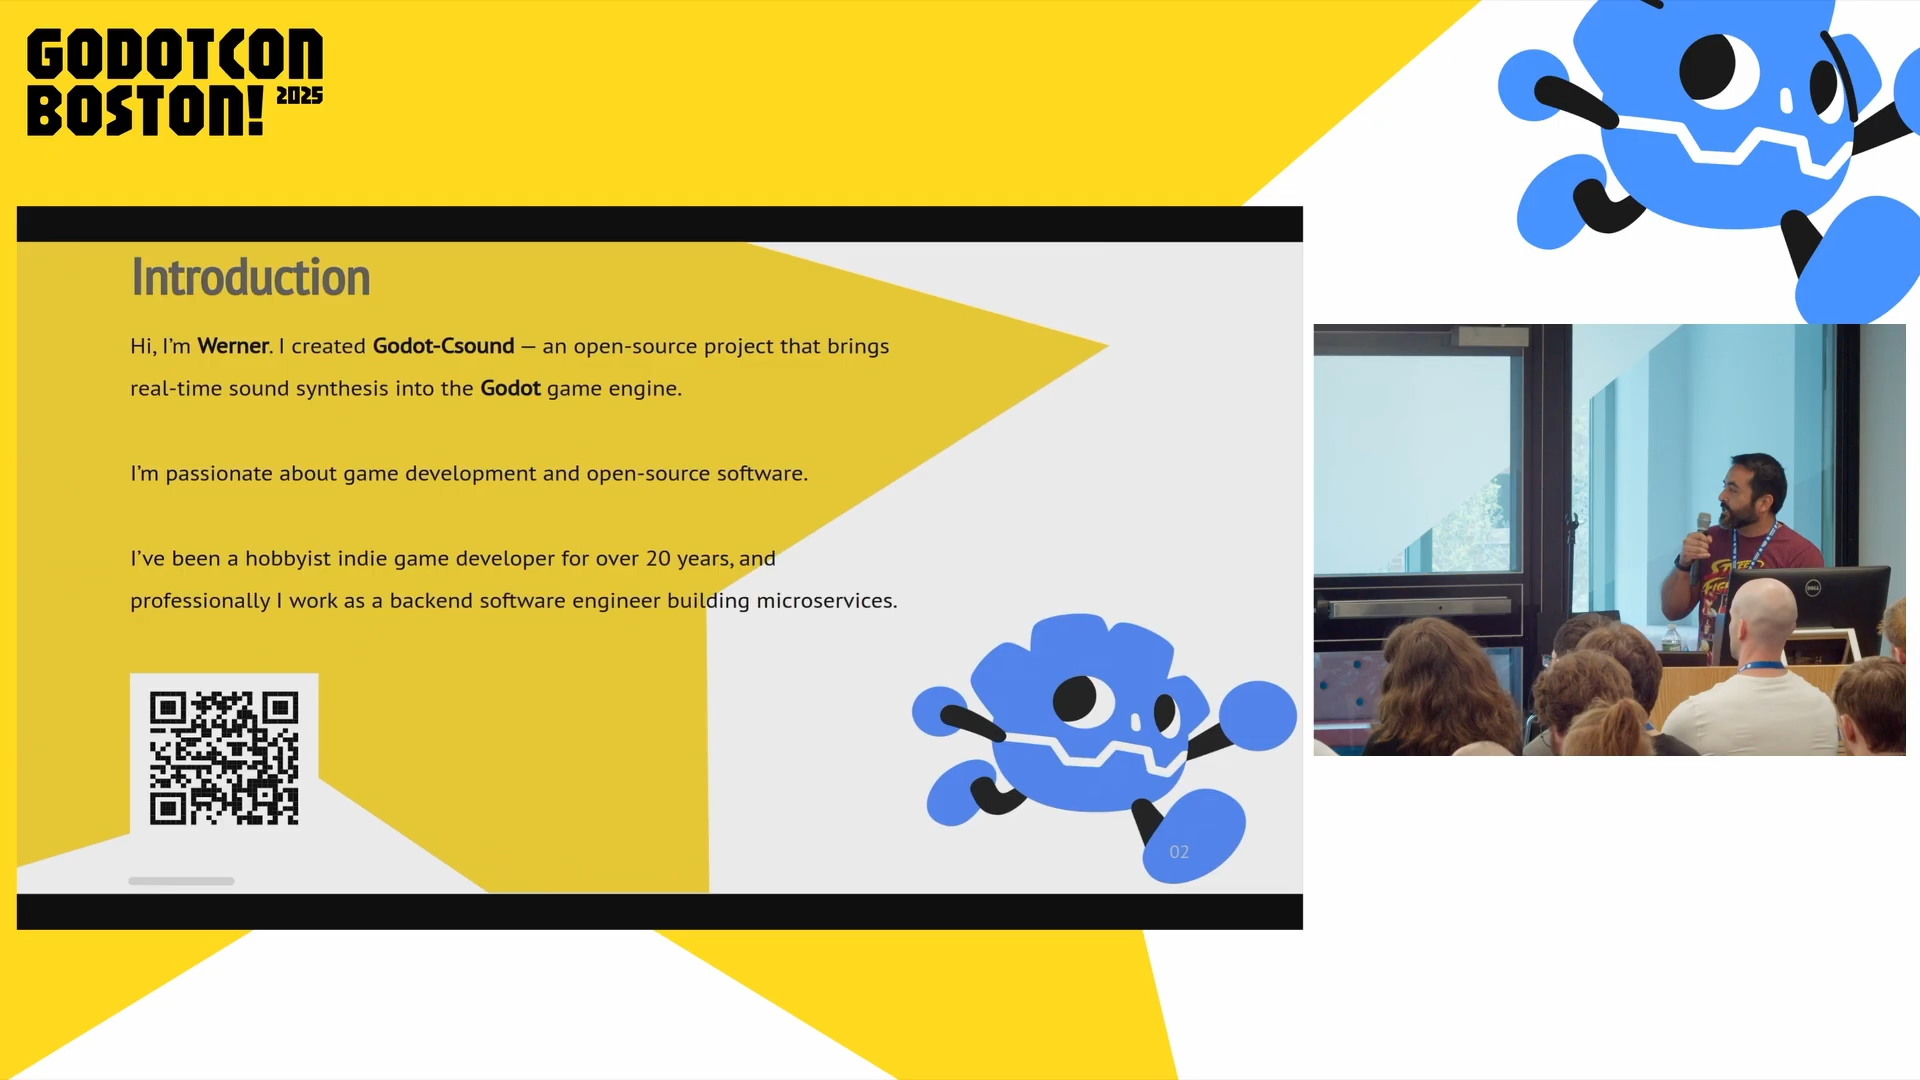 GODOTCON
BOSTON! 2025
Introduction
Hi, I'm Werner. I created Godot-Csound — an open-source project that brings
real-time sound synthesis into the Godot game engine.
I'm passionate about game development and open-source software.
I've been a hobbyist indie game developer for over 20 years, and
professionally I work as a backend software engineer building microservices.
02
DELL